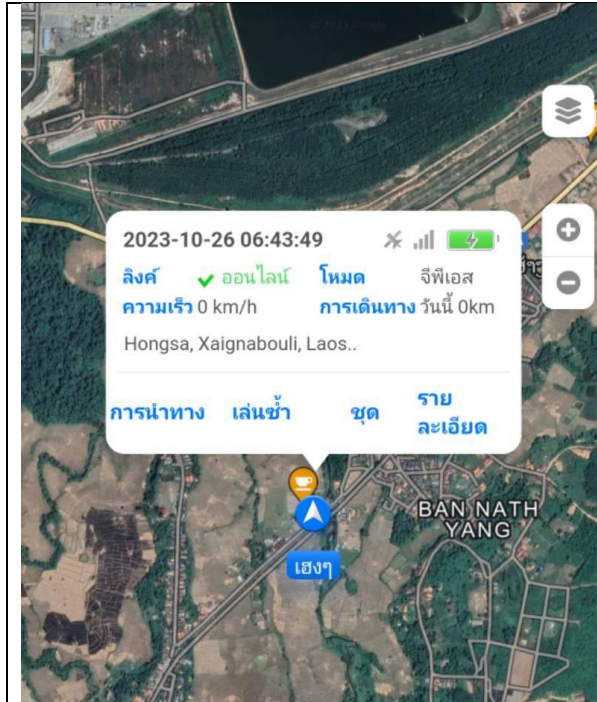 2023-10-26 06:43:49
ลิงค์ ออนไลน์ โหมด จีพีเอส
ความเร็ว 0 km/h การเดินทาง วันนี้ 0km
Hongsa, Xaignabouli, Laos..
การนำทาง เล่นซ้ำ ชุด ราย
ละเอียด
BAN NATH
YANG
เฮงๆ